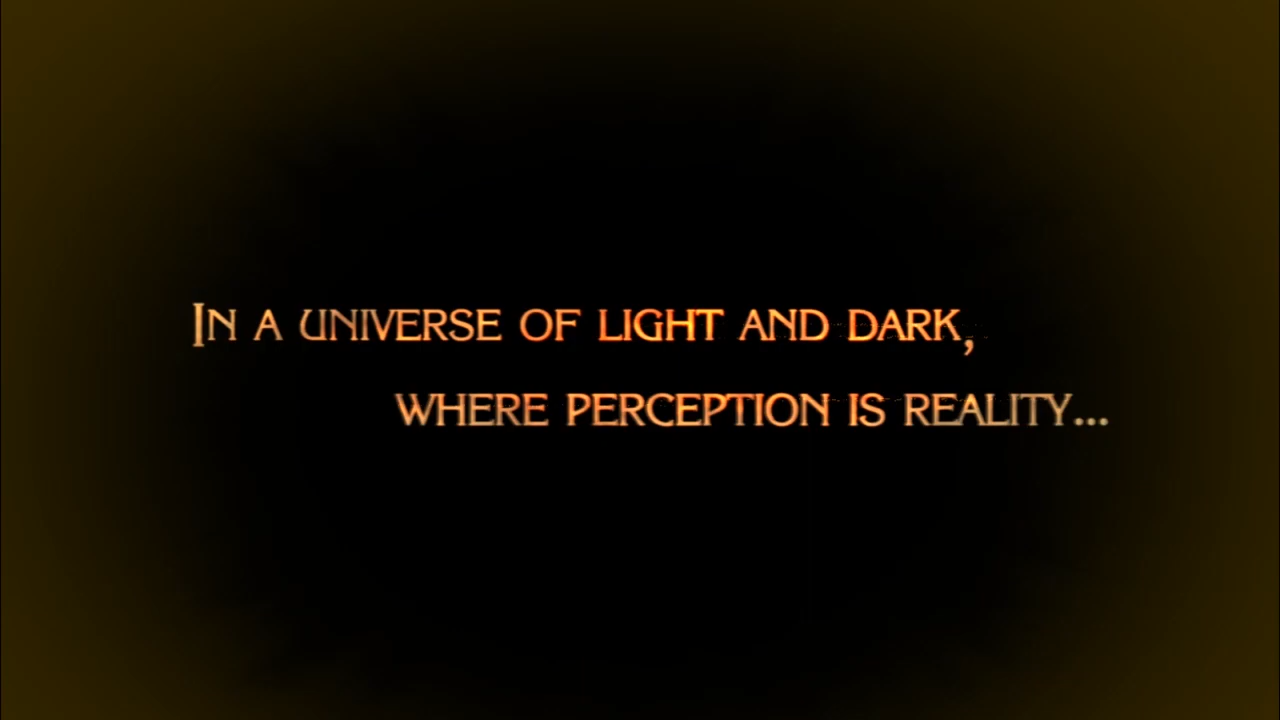 In a universe of light and dark,
where perception is reality...